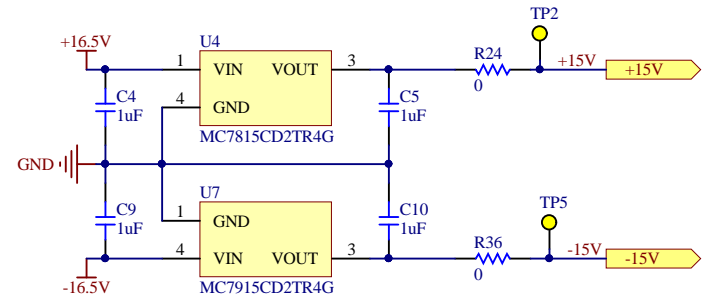 TP2
+16.5V
U4
R24
1
VIN
VOUT
3
+15V
+15V
0
C4
1uF
4
GND
C5
1uF
MC7815CD2TR4G
GND
U7
C9
1uF
1
GND
C10
1uF
TP5
R36
4
VIN
VOUT
3
-15V
-15V
0
-16.5V
MC7915CD2TR4G